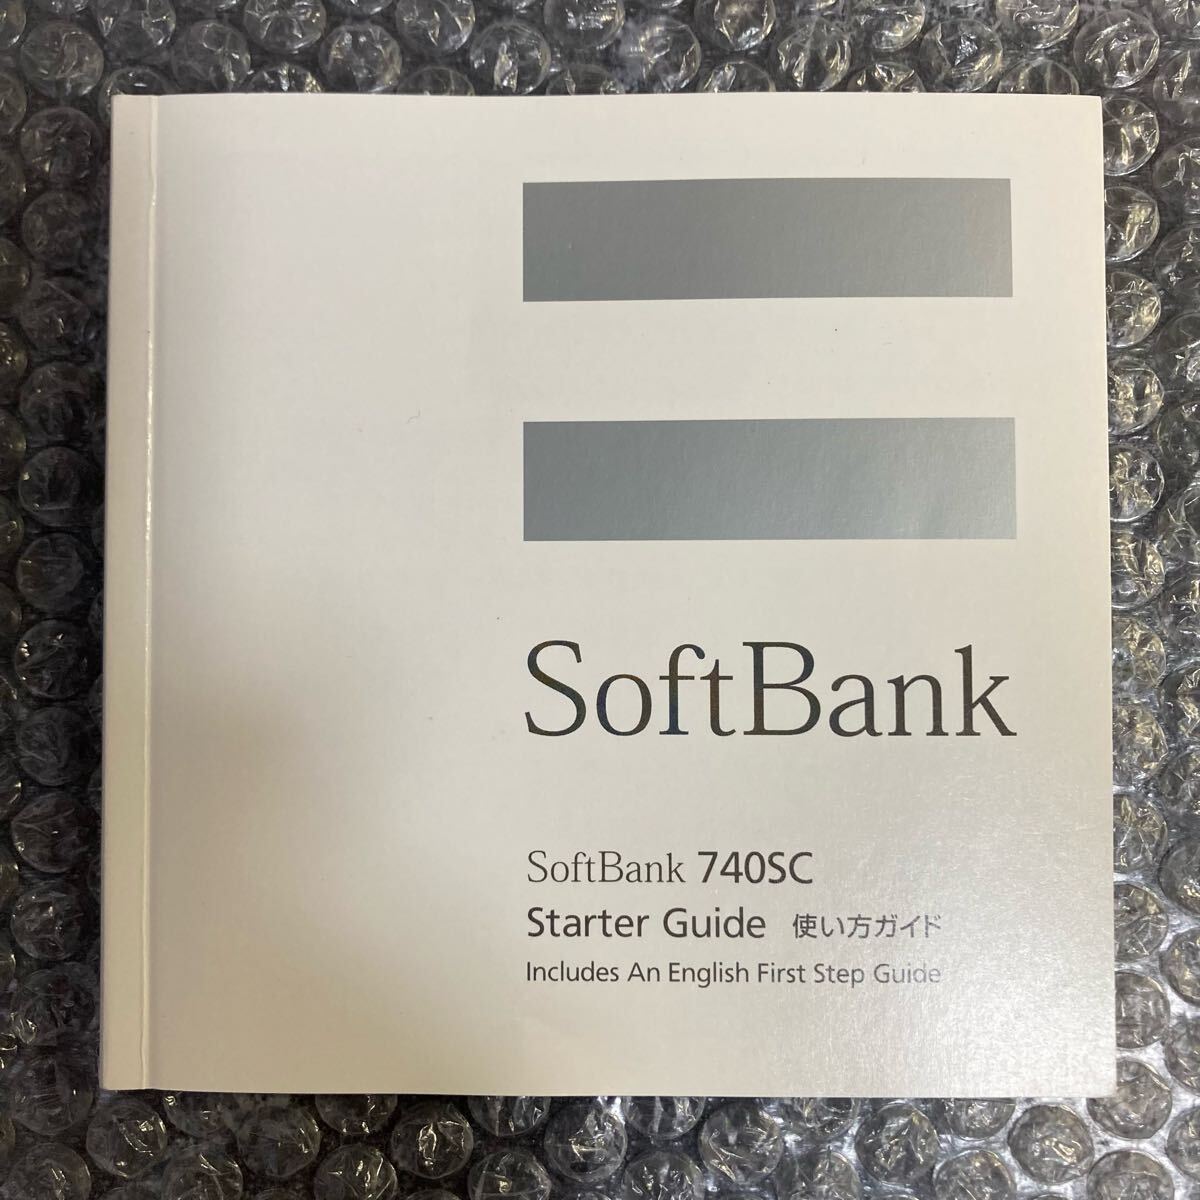 SoftBank
SoftBank 740SC
Starter Guide 使い方ガイド
Includes An English First Step Guide